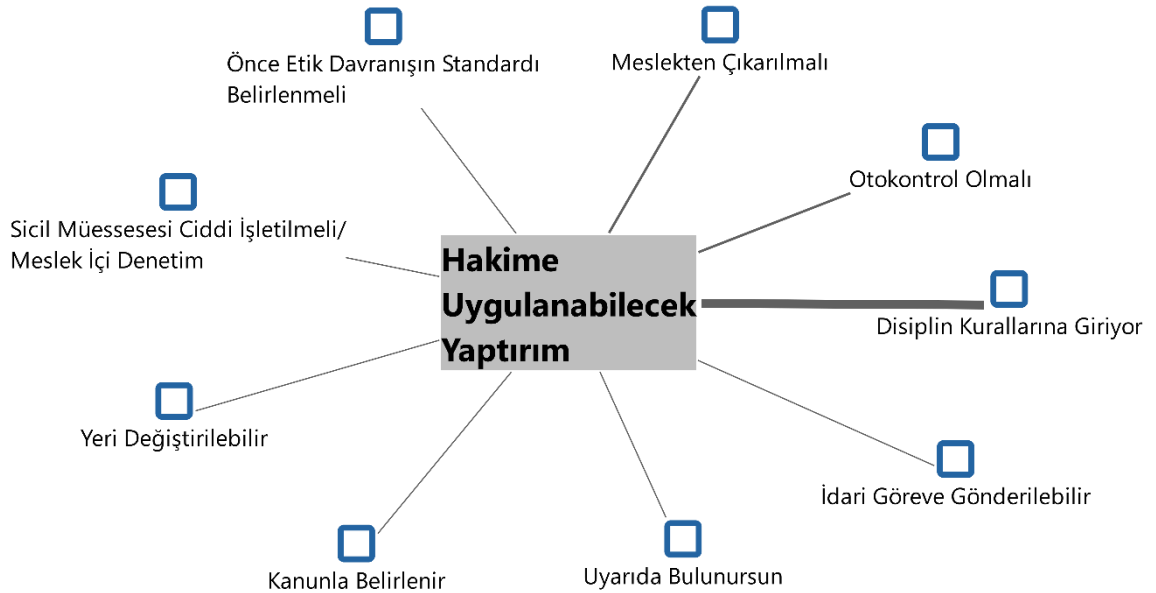 Önce Etik Davranışın Standardı
Belirlenmeli
Meslekten Çıkarılmalı
Otokontrol Olmalı
Sicil Müessesesi Ciddi İşletilmeli/
Meslek İçi Denetim
Hakime
Uygulanabilecek
Yaptırım
Disiplin Kurallarına Giriyor
Yeri Değiştirilebilir
İdari Göreve Gönderilebilir
Kanunla Belirlenir
Uyarıda Bulunursun